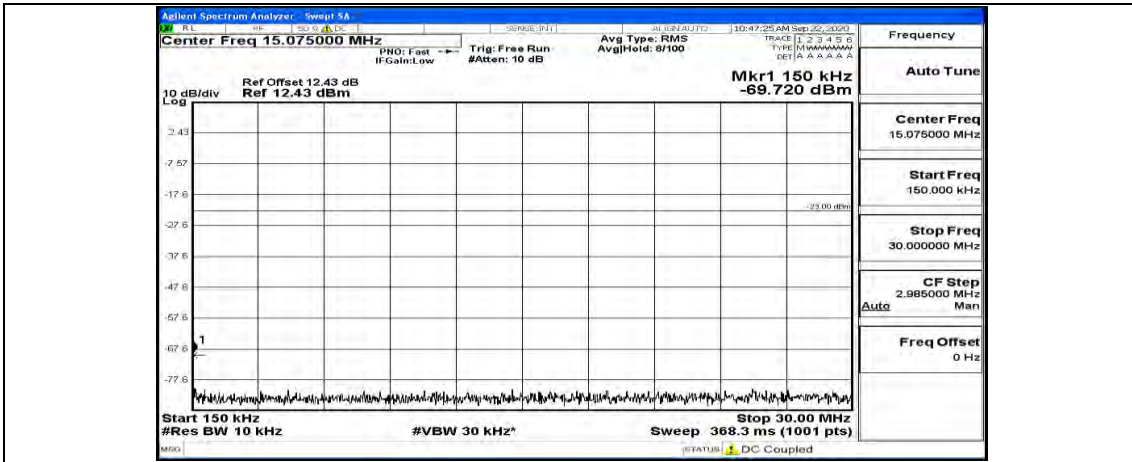 Agilent Spectrum Analyzer - Swept SA
RL RF 50 Ω DC SENSE:INT ALIGN AUTO 10:47:25 AM Sep 22, 2020
Center Freq 15.075000 MHz
PNO: Fast
IFGain:Low
Trig: Free Run
#Atten: 10 dB
Avg Type: RMS
Avg|Hold: 8/100
TRACE 1 2 3 4 5 6
TYPE MWWWWW
DET A A A A A A
Ref Offset 12.43 dB
10 dB/div Ref 12.43 dBm
Log
Mkr1 150 kHz
-69.720 dBm
2.43
-7.57
-17.6
-23.00 dBm
-27.6
-37.6
-47.6
-57.6
-67.6
1
-77.6
Start 150 kHz
Stop 30.00 MHz
#Res BW 10 kHz
#VBW 30 kHz*
Sweep 368.3 ms (1001 pts)
MSG
STATUS DC Coupled
Frequency
Auto Tune
Center Freq
15.075000 MHz
Start Freq
150.000 kHz
Stop Freq
30.000000 MHz
CF Step
2.985000 MHz
Auto Man
Freq Offset
0 Hz